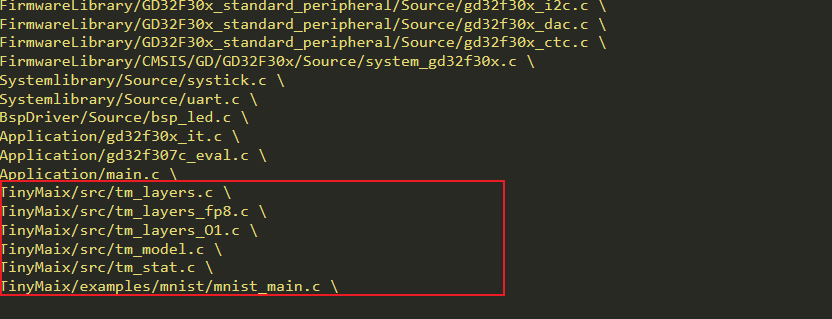 FirmwareLibrary/GD32F30x_standard_peripheral/Source/gd32f30x_i2c.c \
FirmwareLibrary/GD32F30x_standard_peripheral/Source/gd32f30x_dac.c \
FirmwareLibrary/GD32F30x_standard_peripheral/Source/gd32f30x_ctc.c \
FirmwareLibrary/CMSIS/GD/GD32F30x/Source/system_gd32f30x.c \
Systemlibrary/Source/systick.c \
Systemlibrary/Source/uart.c \
BspDriver/Source/bsp_led.c \
Application/gd32f30x_it.c \
Application/gd32f307c_eval.c \
Application/main.c \
TinyMaix/src/tm_layers.c \
TinyMaix/src/tm_layers_fp8.c \
TinyMaix/src/tm_layers_O1.c \
TinyMaix/src/tm_model.c \
TinyMaix/src/tm_stat.c \
TinyMaix/examples/mnist/mnist_main.c \